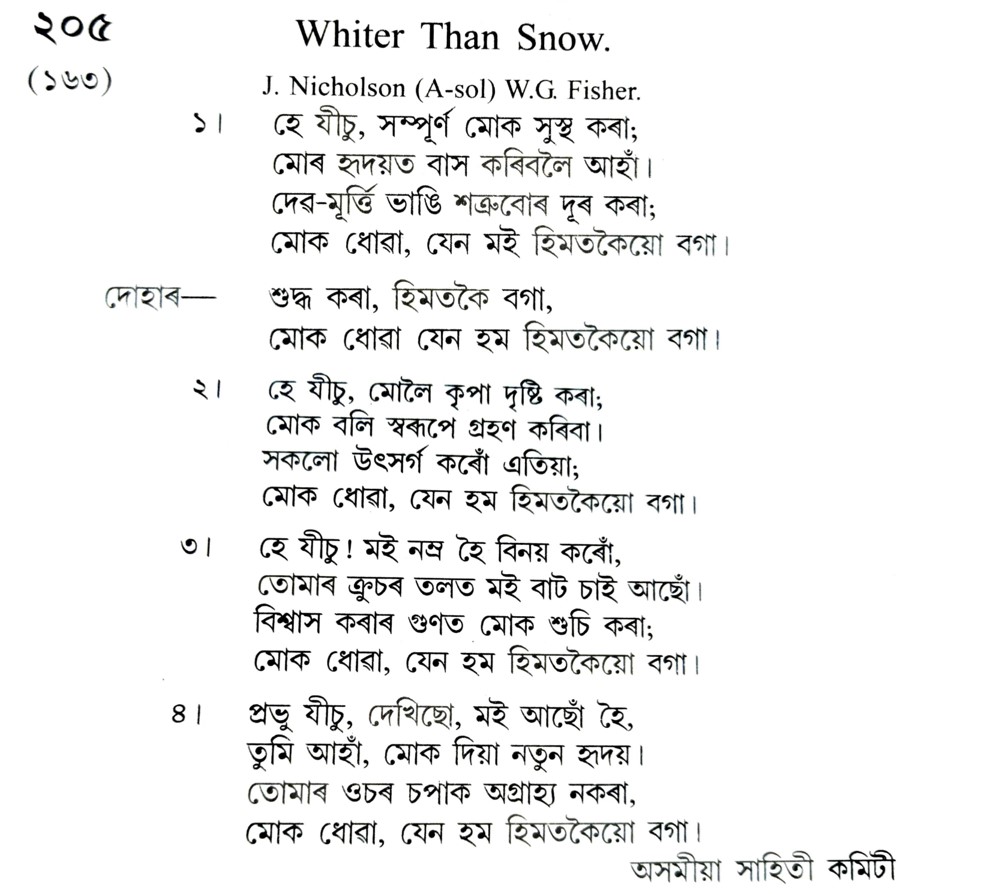 ২০৫
Whiter Than Snow.
(১৬৩)
J. Nicholson (A-sol) W.G. Fisher.
১। হে যীচু, সম্পূৰ্ণ মোক সুস্থ কৰা;
মোৰ হৃদয়ত বাস কৰিবলৈ আহাঁ।
দেৱ-মূৰ্ত্তি ভাঙি শত্ৰুবোৰ দূৰ কৰা;
মোক ধোৱা, যেন মই হিমতকৈয়ো বগা।
দোহাৰ— শুদ্ধ কৰা, হিমতকৈ বগা,
মোক ধোৱা যেন হম হিমতকৈয়ো বগা।
২। হে যীচু, মোলৈ কৃপা দৃষ্টি কৰা;
মোক বলি স্বৰূপে গ্ৰহণ কৰিবা।
সকলো উৎসৰ্গ কৰোঁ এতিয়া;
মোক ধোৱা, যেন হম হিমতকৈয়ো বগা।
৩। হে যীচু! মই নম্ৰ হৈ বিনয় কৰোঁ,
তোমাৰ ক্ৰুচৰ তলত মই বাট চাই আছোঁ।
বিশ্বাস কৰাৰ গুণত মোক শুচি কৰা;
মোক ধোৱা, যেন হম হিমতকৈয়ো বগা।
৪। প্ৰভু যীচু, দেখিছো, মই আছোঁ হৈ,
তুমি আহাঁ, মোক দিয়া নতুন হৃদয়।
তোমাৰ ওচৰ চপাক অগ্ৰাহ্য নকৰা,
মোক ধোৱা, যেন হম হিমতকৈয়ো বগা।
অসমীয়া সাহিতী কমিটী